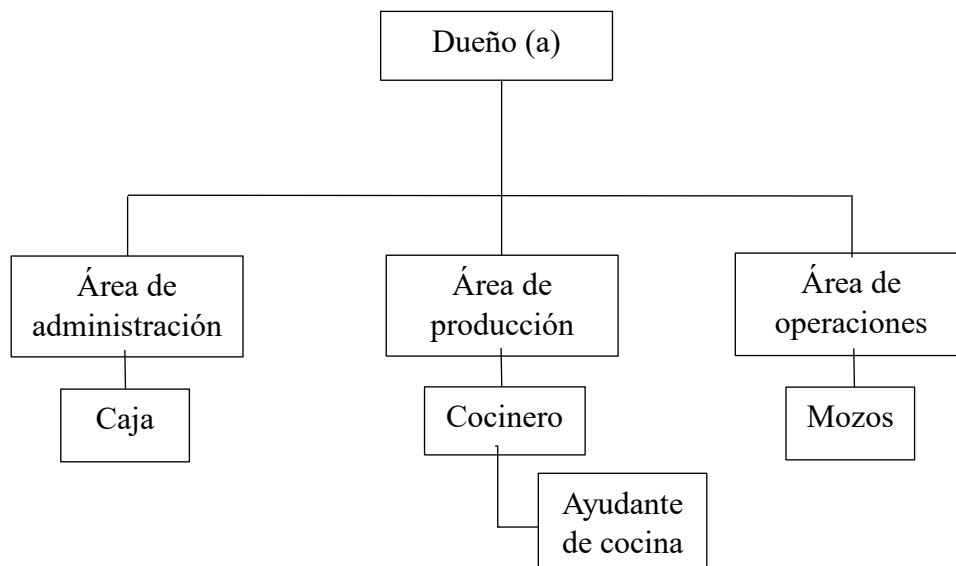 Dueño (a)
Área de
administración
Área de
producción
Área de
operaciones
Caja
Cocinero
Mozos
Ayudante
de cocina